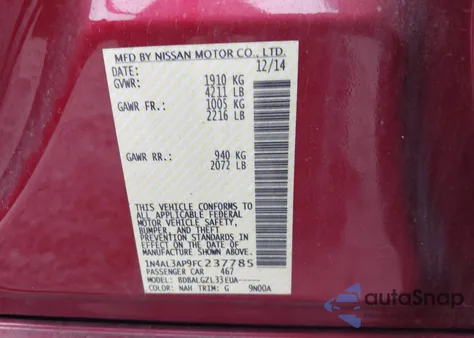 MFD BY NISSAN MOTOR CO., LTD.
DATE: 12/14
GVWR: 1910 KG
4211 LB
GAWR FR.: 1005 KG
2216 LB
GAWR RR.: 940 KG
2072 LB
THIS VEHICLE CONFORMS TO
ALL APPLICABLE FEDERAL
MOTOR VEHICLE SAFETY,
BUMPER, AND THEFT
PREVENTION STANDARDS
IN EFFECT ON THE DATE OF
MANUFACTURE SHOWN ABOVE.
1N4AL3AP9FC237785
PASSENGER CAR 467
MODEL: BDBALGZL33EUA-----
COLOR: NAH TRIM: G 9N00A
autoSnap